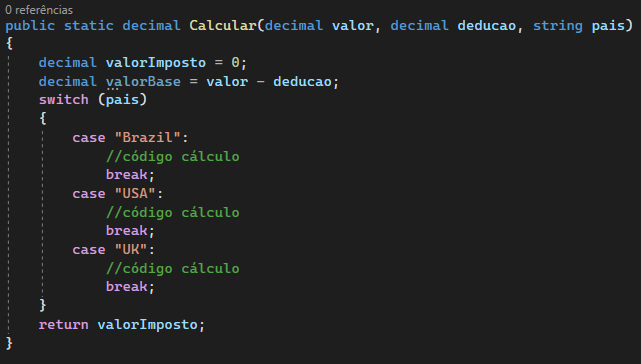 0 referências
public static decimal Calcular(decimal valor, decimal deducao, string pais)
{
decimal valorImposto = 0;
decimal valorBase = valor - deducao;
switch (pais)
{
case "Brazil":
//código cálculo
break;
case "USA":
//código cálculo
break;
case "UK":
//código cálculo
break;
}
return valorImposto;
}